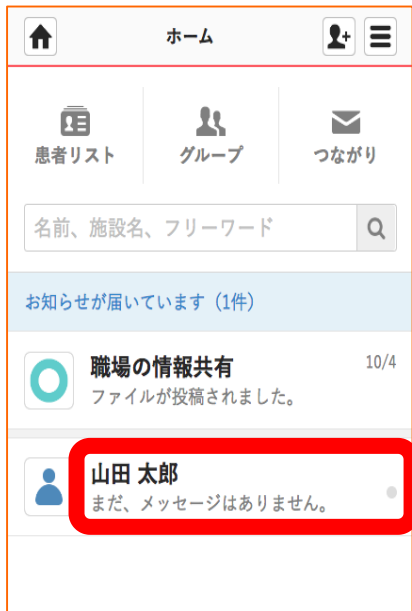 ホーム
患者リスト
グループ
つながり
名前、施設名、フリーワード
お知らせが届いています（1件）
職場の情報共有
10/4
ファイルが投稿されました。
山田 太郎
まだ、メッセージはありません。